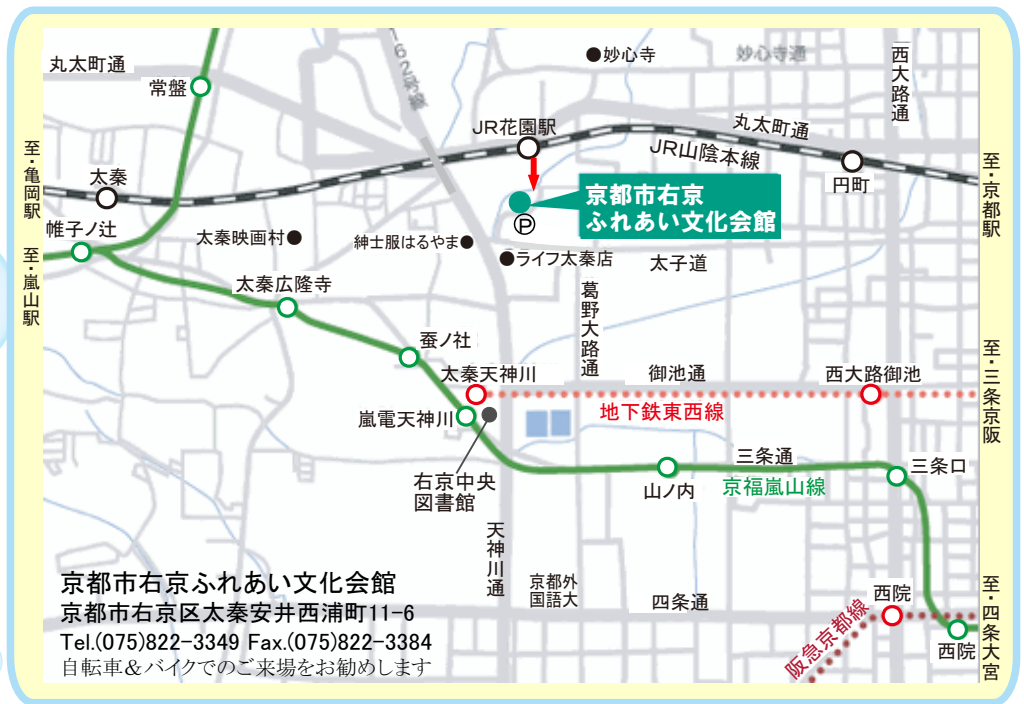 丸太町通
常盤
162号線
●妙心寺
妙心寺通
西大路通
JR花園駅
丸太町通
JR山陰本線
円町
至・亀岡駅
至・京都駅
太秦
京都市右京
ふれあい文化会館
P
帷子ノ辻
太秦映画村●
紳士服はるやま●
●ライフ太秦店
太子道
至・嵐山駅
太秦広隆寺
葛野大路通
蚕ノ社
太秦天神川
御池通
西大路御池
至・三条京阪
地下鉄東西線
嵐電天神川
右京中央
図書館
三条通
三条口
山ノ内
京福嵐山線
天神川通
京都外
国語大
四条通
西院
阪急京都線
西院
至・四条大宮
京都市右京ふれあい文化会館
京都市右京区太秦安井西浦町11-6
Tel.(075)822-3349 Fax.(075)822-3384
自転車&バイクでのご来場をお勧めします